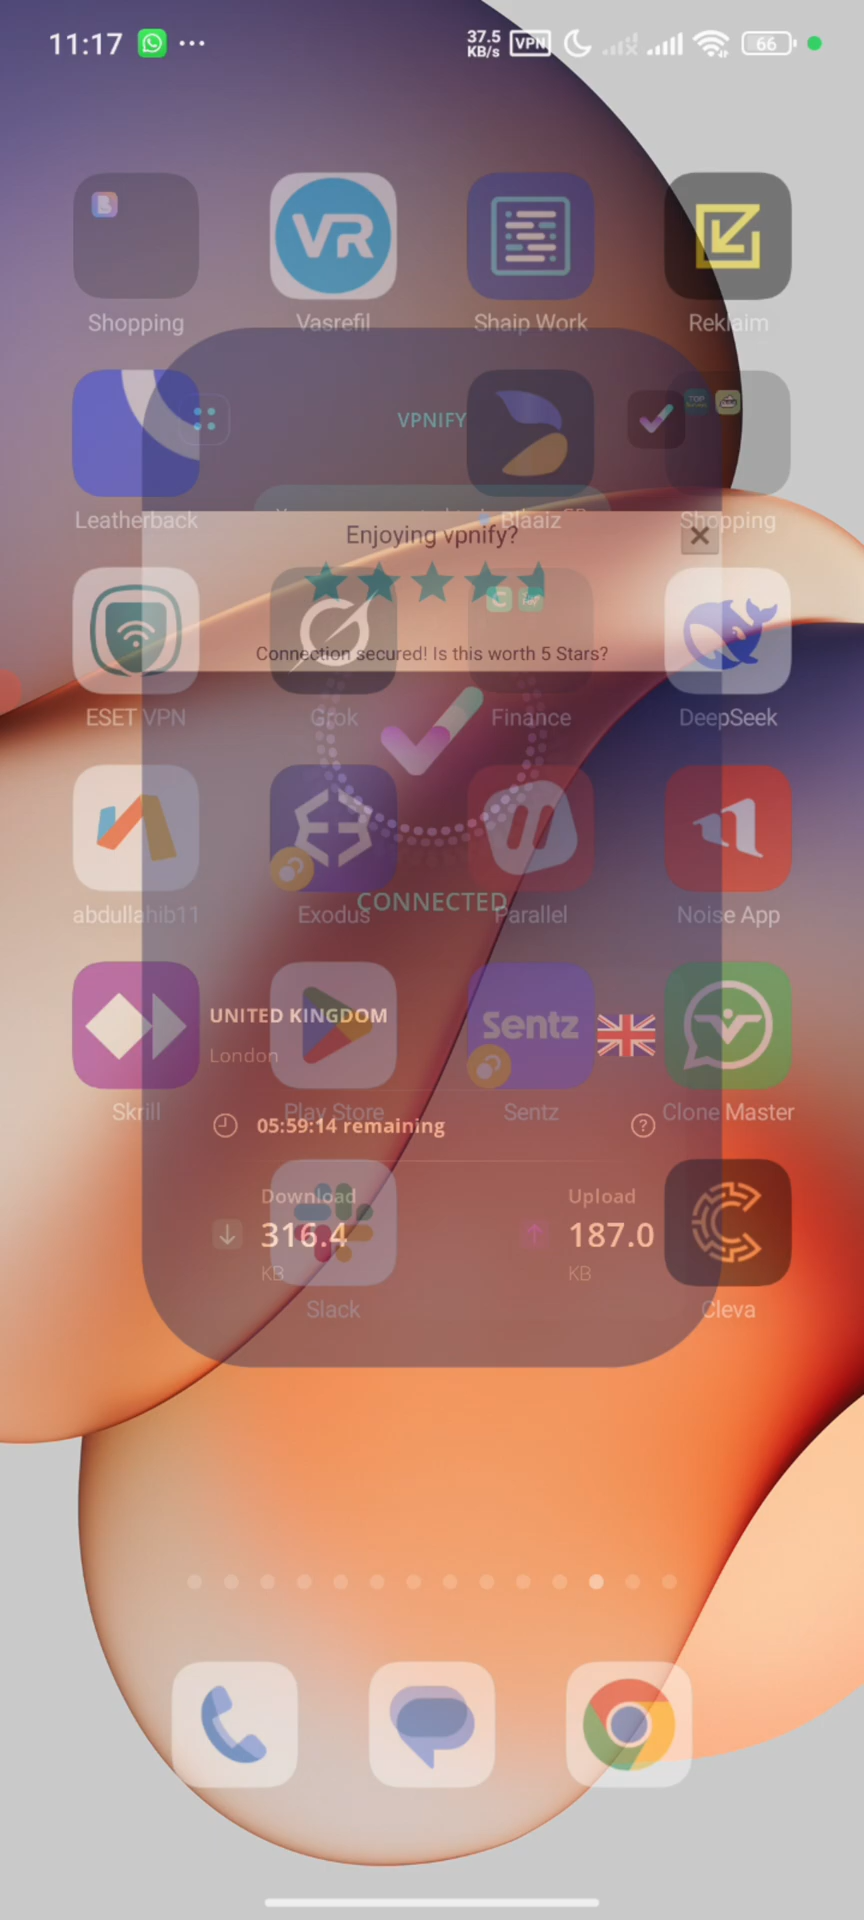 11:17
37.5
KB/s
VPN
66
Shopping
Vasrefil
Shaip Work
Reklaim
VPNIFY
TOP
Leatherback
Blaaiz
Shopping
Enjoying vpnify?
Connection secured! Is this worth 5 Stars?
ESET VPN
Grok
Finance
DeepSeek
CONNECTED
abdullahib11
Exodus
Parallel
Noise App
UNITED KINGDOM
London
Sentz
Skrill
Play Store
Sentz
Clone Master
05:59:14 remaining
Download
Upload
316.4
187.0
KB
KB
Slack
Cleva